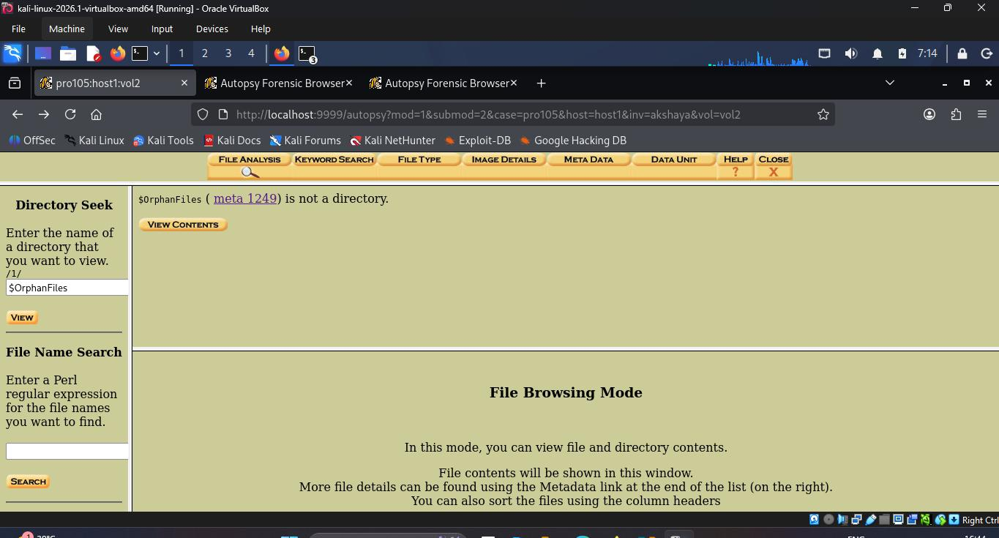 kali-linux-2026.1-virtualbox-amd64 [Running] - Oracle VirtualBox
File Machine View Input Devices Help
1 2 3 4 3 7:14
pro105:host1:vol2 Autopsy Forensic Browser Autopsy Forensic Browser
http://localhost:9999/autopsy?mod=1&submod=2&case=pro105&host=host1&inv=akshaya&vol=vol2
OffSec Kali Linux Kali Tools Kali Docs Kali Forums Kali NetHunter Exploit-DB Google Hacking DB
FILE ANALYSIS KEYWORD SEARCH FILE TYPE IMAGE DETAILS META DATA DATA UNIT HELP CLOSE
? X
Directory Seek
Enter the name of
a directory that
you want to view.
/1/
$OrphanFiles
VIEW
File Name Search
Enter a Perl
regular expression
for the file names
you want to find.
SEARCH
$OrphanFiles ( meta 1249) is not a directory.
VIEW CONTENTS
File Browsing Mode
In this mode, you can view file and directory contents.
File contents will be shown in this window.
More file details can be found using the Metadata link at the end of the list (on the right).
You can also sort the files using the column headers
Right Ctrl